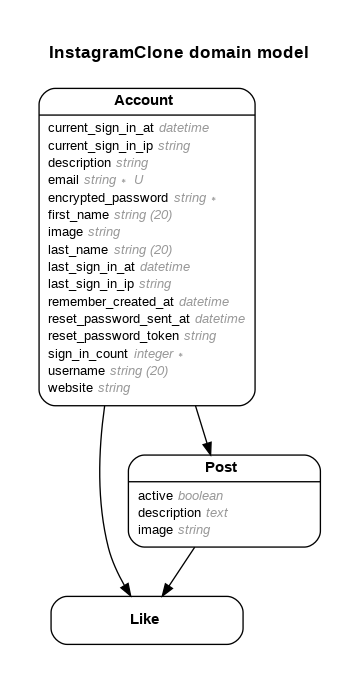 InstagramClone domain model
Account
current_sign_in_at datetime
current_sign_in_ip string
description string
email string ∗ U
encrypted_password string ∗
first_name string (20)
image string
last_name string (20)
last_sign_in_at datetime
last_sign_in_ip string
remember_created_at datetime
reset_password_sent_at datetime
reset_password_token string
sign_in_count integer ∗
username string (20)
website string
Post
active boolean
description text
image string
Like